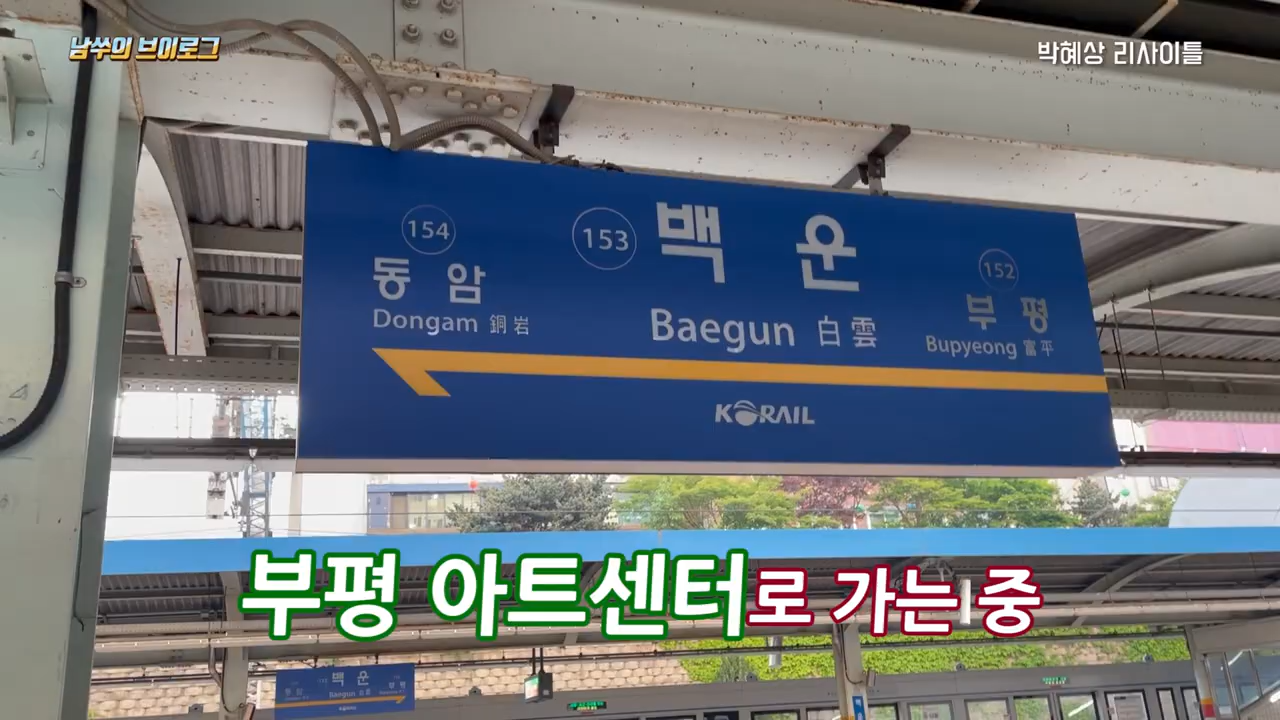 남쑤의 브이로그
박혜상 리사이틀
154
동암
Dongam 銅岩
153
백운
Baegun 白雲
152
부평
Bupyeong 富平
KORAIL
부평 아트센터로 가는 중
백운
Baegun